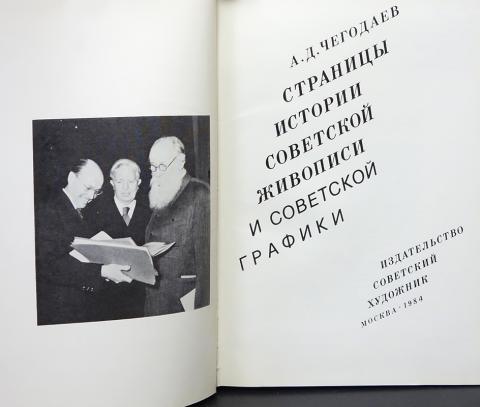 А.Д.ЧЕГОДАЕВ
СТРАНИЦЫ
ИСТОРИИ
СОВЕТСКОЙ
ЖИВОПИСИ
И СОВЕТСКОЙ
ГРАФИКИ
ИЗДАТЕЛЬСТВО
СОВЕТСКИЙ
ХУДОЖНИК
МОСКВА · 1984